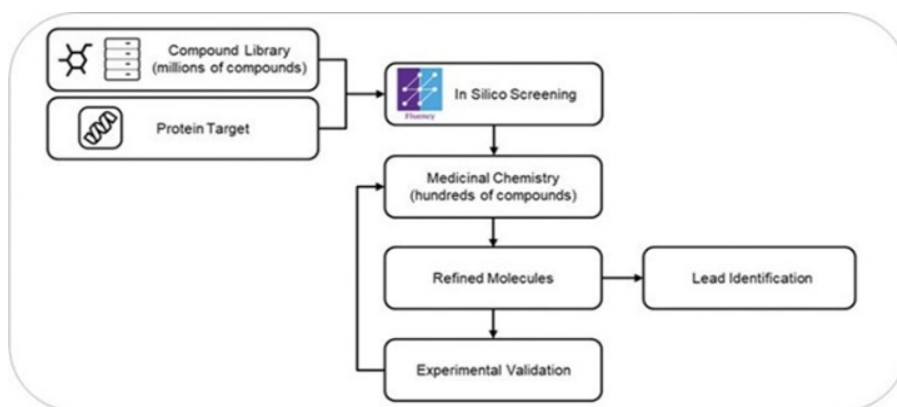 Compound Library
(millions of compounds)
Protein Target
Fluency
In Silico Screening
Medicinal Chemistry
(hundreds of compounds)
Refined Molecules
Lead Identification
Experimental Validation